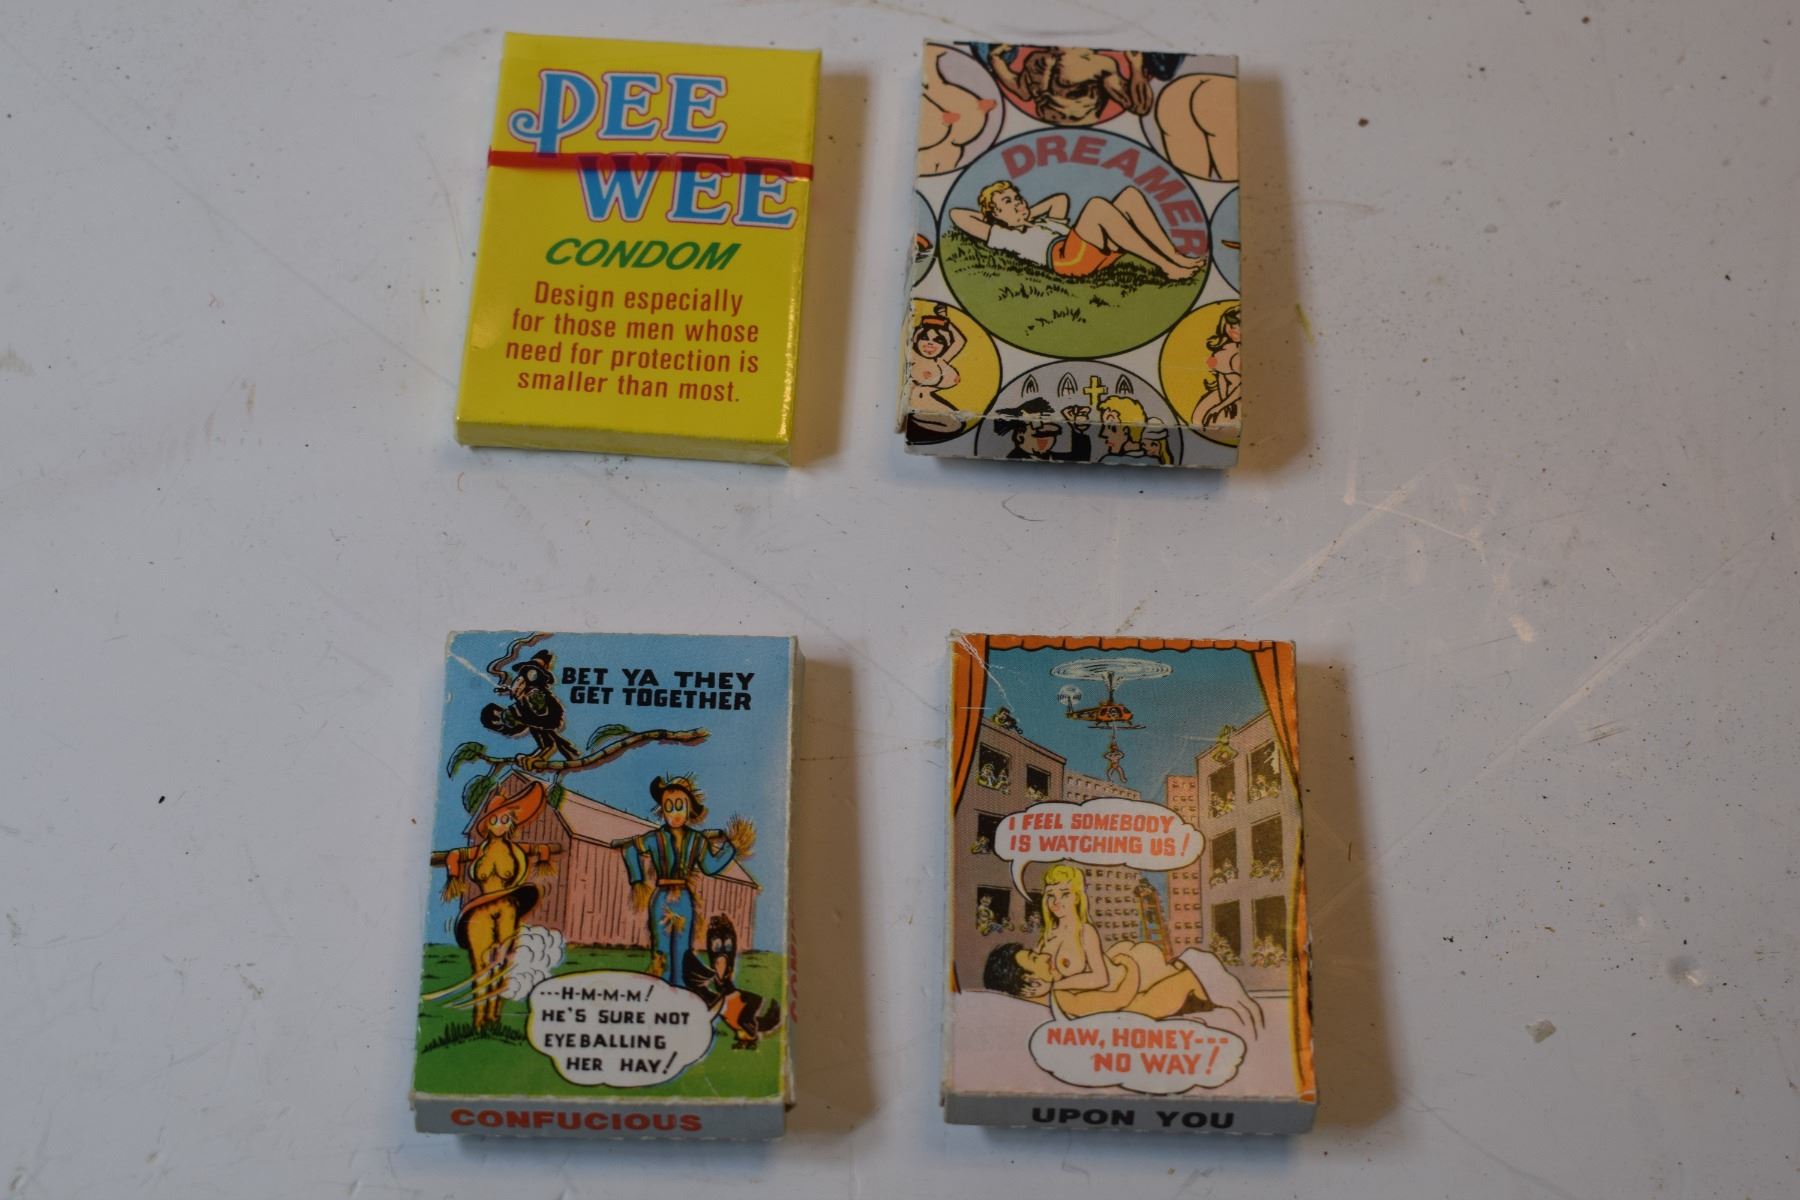 PEE
WEE
CONDOM
Design especially
for those men whose
need for protection is
smaller than most.
DREAMER
BET YA THEY
GET TOGETHER
---H-M-M-M!
HE'S SURE NOT
EYEBALLING
HER HAY!
CONFUCIOUS
I FEEL SOMEBODY
IS WATCHING US!
NAW, HONEY---
NO WAY!
UPON YOU